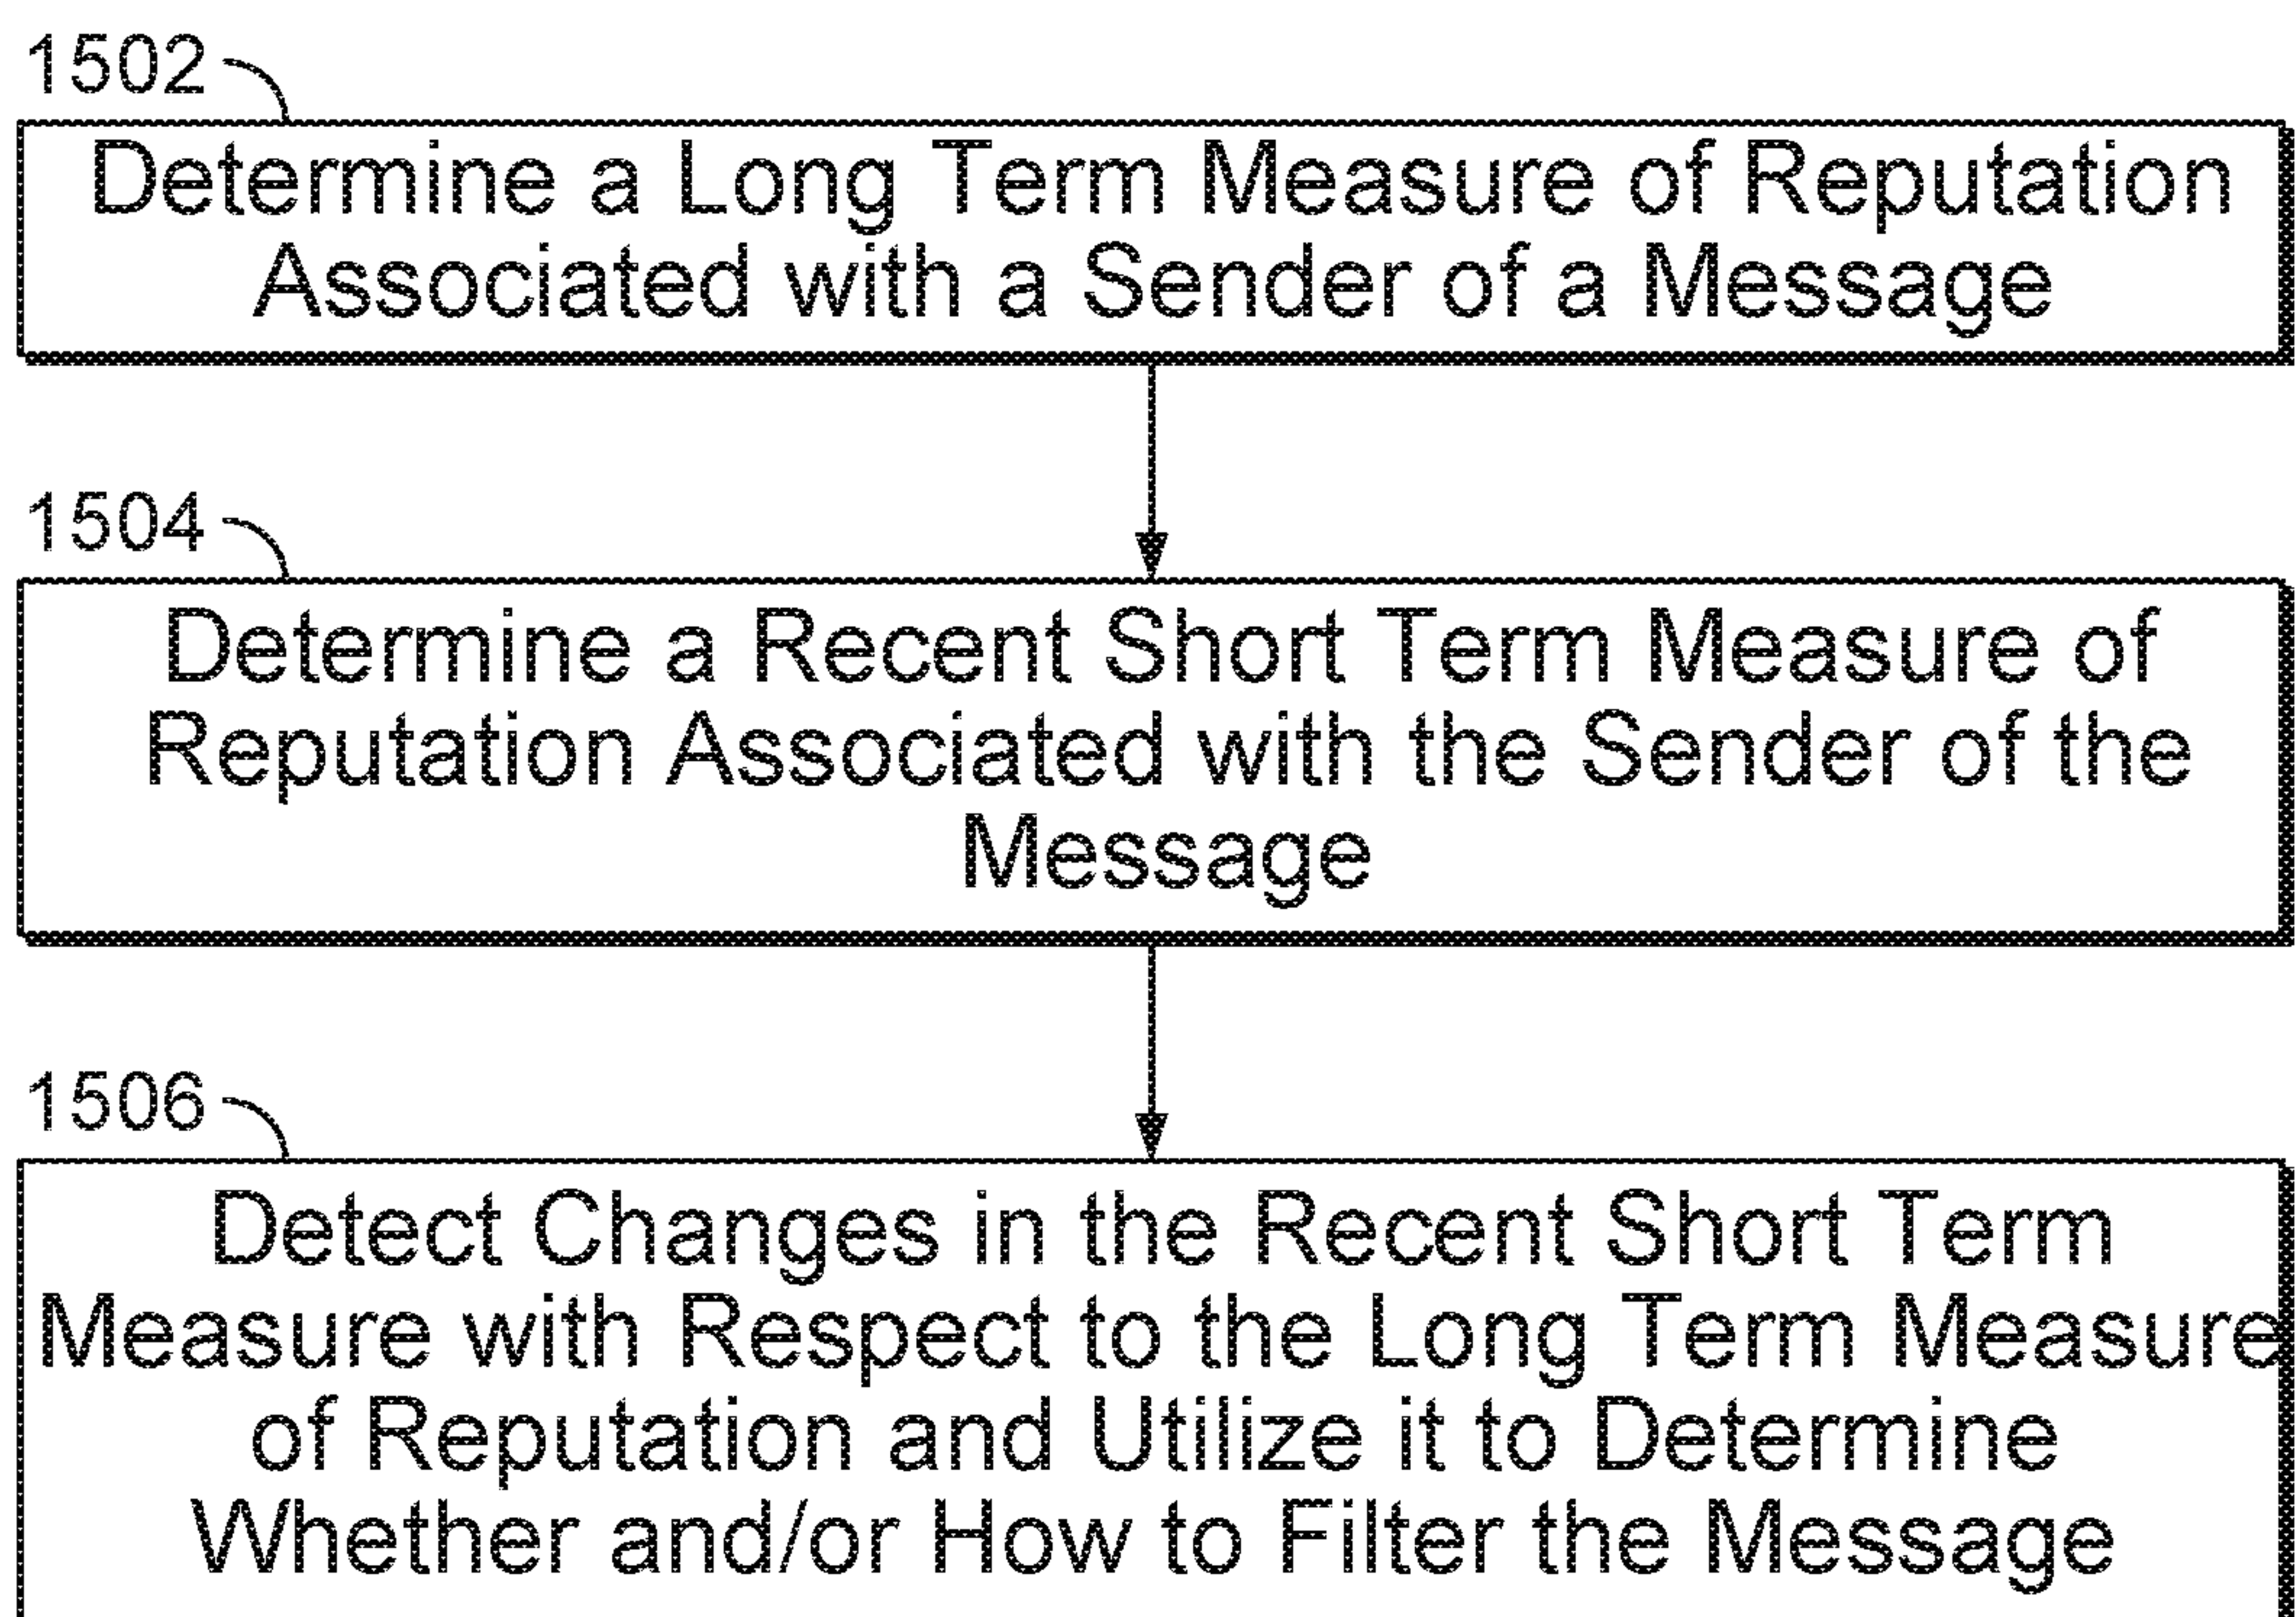 1502
Determine a Long Term Measure of Reputation
Associated with a Sender of a Message
1504
Determine a Recent Short Term Measure of
Reputation Associated with the Sender of the
Message
1506
Detect Changes in the Recent Short Term
Measure with Respect to the Long Term Measure
of Reputation and Utilize it to Determine
Whether and/or How to Filter the Message